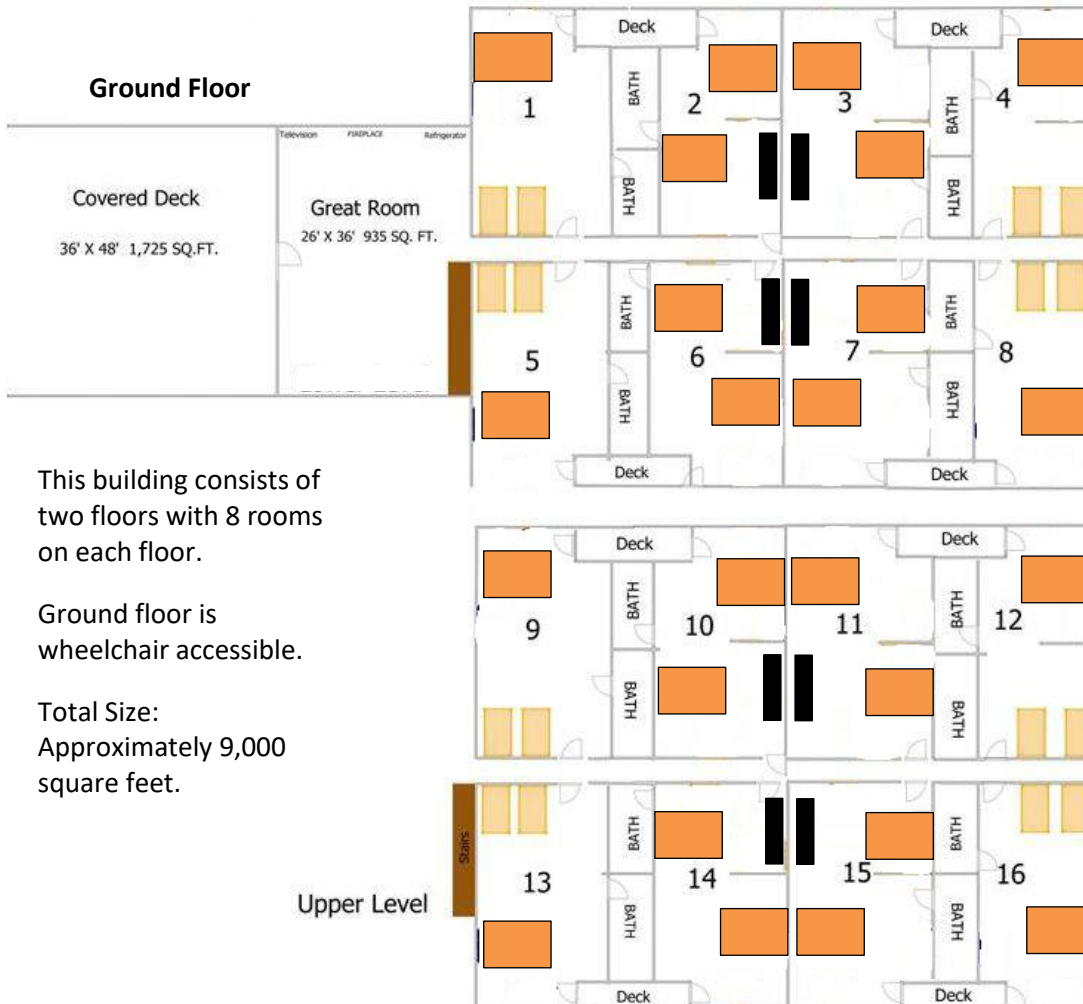 Ground Floor
Deck
Deck
1
BATH
2
3
BATH
4
BATH
BATH
Television
FIREPLACE
Refrigerator
Covered Deck
36' X 48' 1,725 SQ.FT.
Great Room
26' X 36' 935 SQ. FT.
5
BATH
6
7
BATH
8
BATH
BATH
Deck
Deck
This building consists of
two floors with 8 rooms
on each floor.
Ground floor is
wheelchair accessible.
Total Size:
Approximately 9,000
square feet.
Deck
Deck
9
BATH
10
11
BATH
12
BATH
BATH
Stairs
Upper Level
13
BATH
14
15
BATH
16
BATH
BATH
Deck
Deck